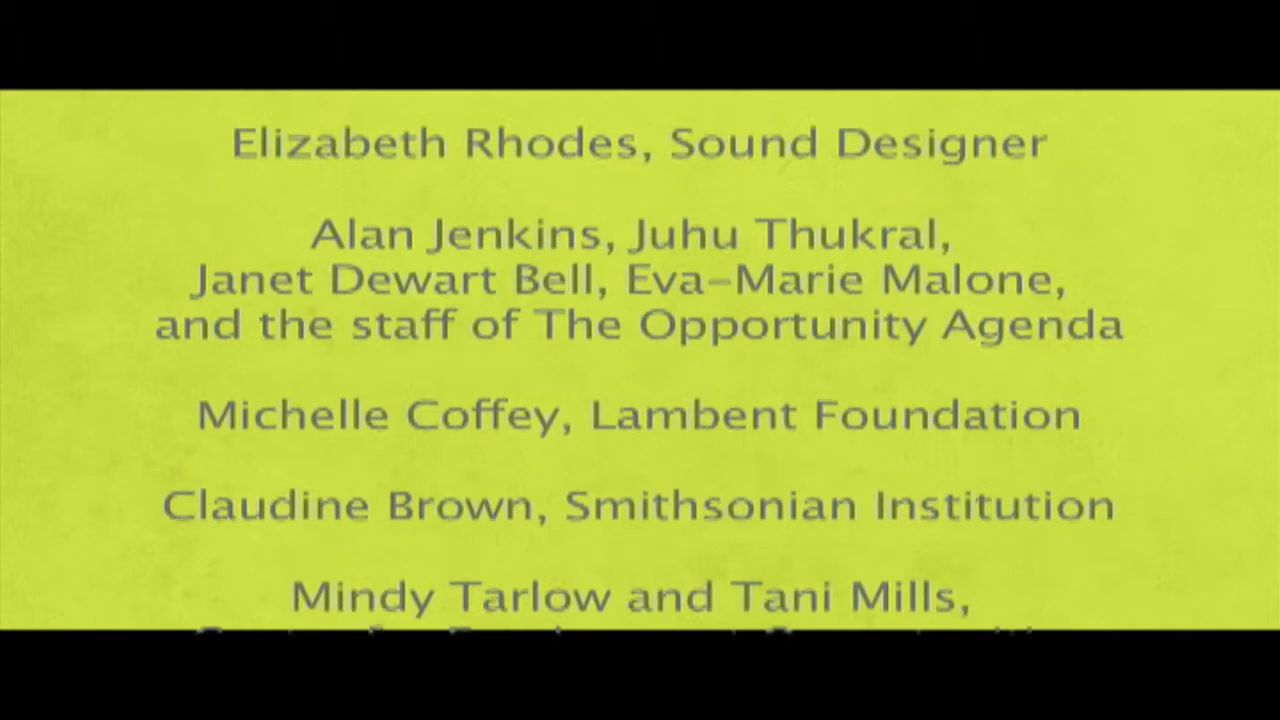 Elizabeth Rhodes, Sound Designer
Alan Jenkins, Juhu Thukral,
Janet Dewart Bell, Eva-Marie Malone,
and the staff of The Opportunity Agenda
Michelle Coffey, Lambent Foundation
Claudine Brown, Smithsonian Institution
Mindy Tarlow and Tani Mills,